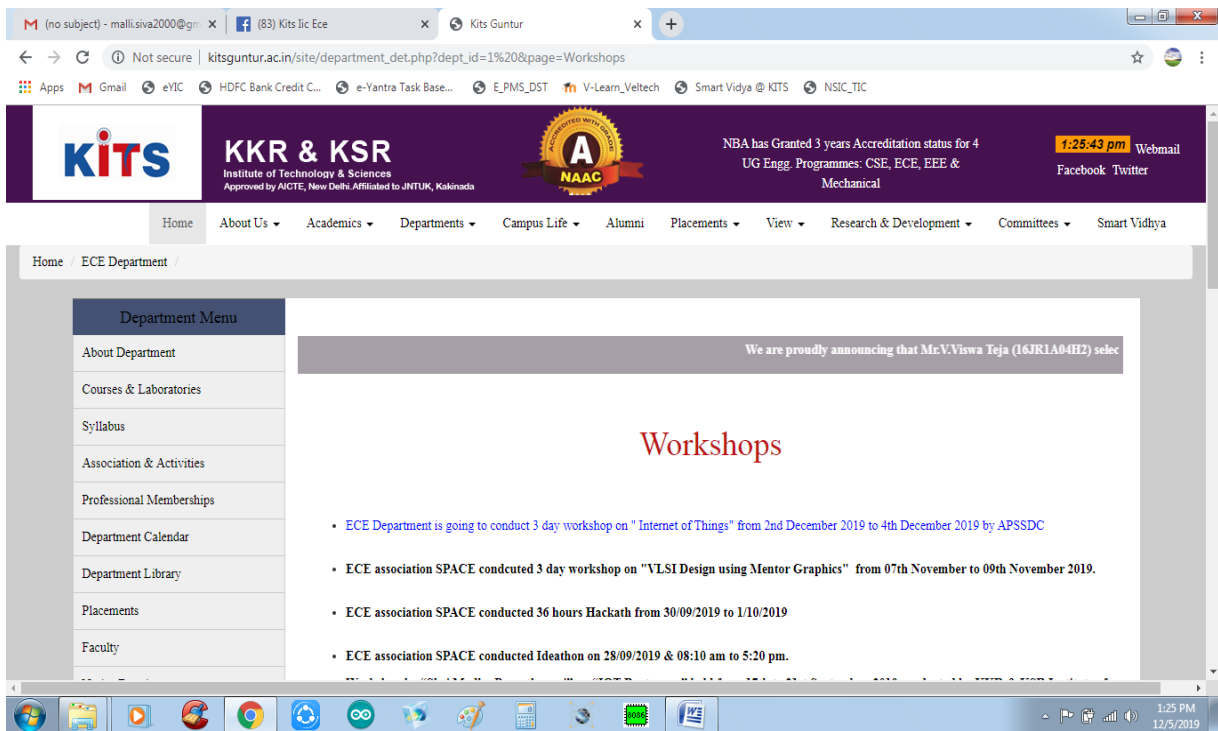 (no subject) - malli.siva2000@gm
(83) Kits Iic Ece
Kits Guntur
Not secure | kitsguntur.ac.in/site/department_det.php?dept_id=1%20&page=Workshops
Apps Gmail eYIC HDFC Bank Credit C... e-Yantra Task Base... E_PMS_DST V-Learn_Veltech Smart Vidya @ KITS NSIC_TIC
KITS
KKR & KSR
Institute of Technology & Sciences
Approved by AICTE, New Delhi. Affiliated to JNTUK, Kakinada
ACCREDITED WITH GRADE
A
NAAC
NBA has Granted 3 years Accreditation status for 4
UG Engg. Programmes: CSE, ECE, EEE &
Mechanical
1:25:43 pm Webmail
Facebook Twitter
Home About Us Academics Departments Campus Life Alumni Placements View Research & Development Committees Smart Vidhya
Home / ECE Department /
Department Menu
About Department
Courses & Laboratories
Syllabus
Association & Activities
Professional Memberships
Department Calendar
Department Library
Placements
Faculty
We are proudly announcing that Mr.V.Viswa Teja (16JR1A04H2) selec
Workshops
• ECE Department is going to conduct 3 day workshop on " Internet of Things" from 2nd December 2019 to 4th December 2019 by APSSDC
• ECE association SPACE condcuted 3 day workshop on "VLSI Design using Mentor Graphics" from 07th November to 09th November 2019.
• ECE association SPACE conducted 36 hours Hackath from 30/09/2019 to 1/10/2019
• ECE association SPACE conducted Ideathon on 28/09/2019 & 08:10 am to 5:20 pm.
8086
1:25 PM
12/5/2019